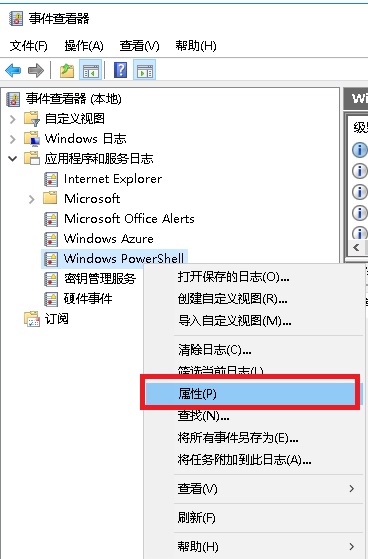 事件查看器
文件(F) 操作(A) 查看(V) 帮助(H)
事件查看器 (本地)
自定义视图
Windows 日志
应用程序和服务日志
Internet Explorer
Microsoft
Microsoft Office Alerts
Windows Azure
Windows PowerShell
密钥管理服务
硬件事件
订阅
Wi
级
打开保存的日志(O)...
创建自定义视图(R)...
导入自定义视图(M)...
清除日志(C)...
筛选当前日志(L)
属性(P)
查找(N)...
将所有事件另存为(E)...
将任务附加到此日志(A)...
查看(V)
刷新(F)
帮助(H)